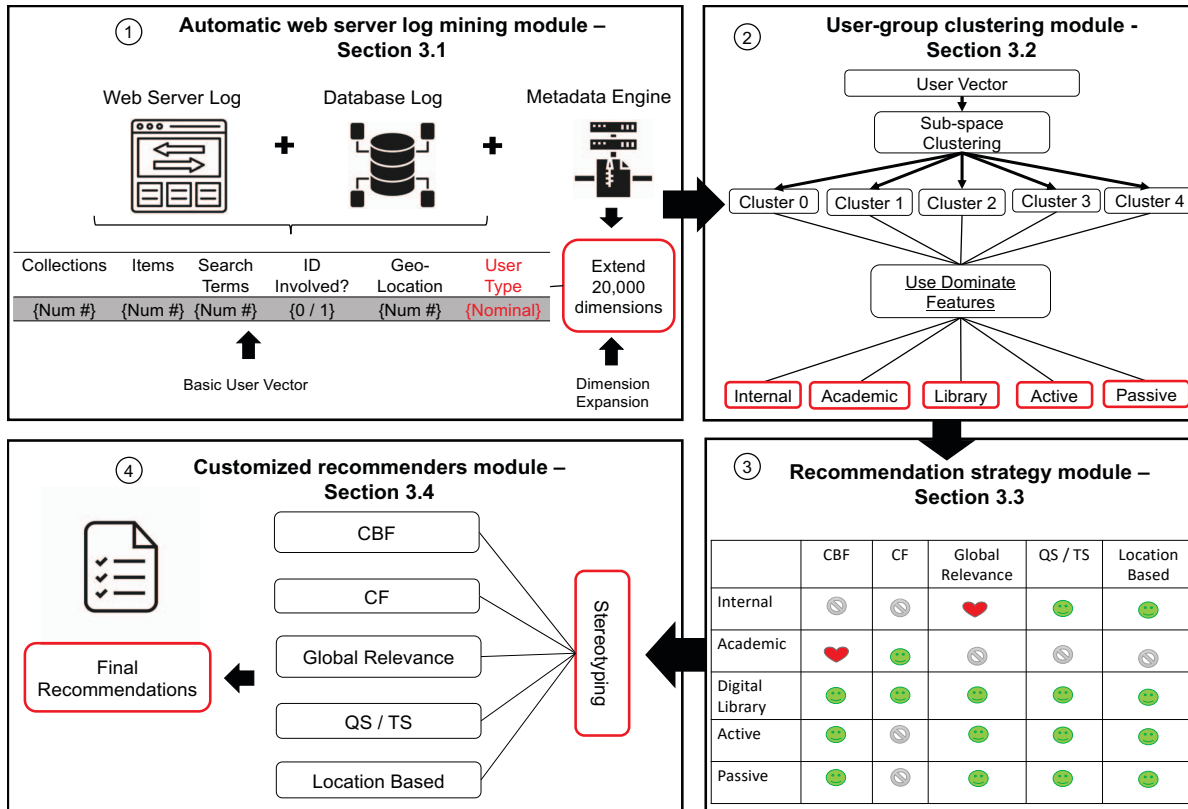 1
Automatic web server log mining module –
Section 3.1
Web Server Log
Database Log
Metadata Engine
Collections Items Search Terms ID Involved? Geo-Location User Type
{Num #} {Num #} {Num #} {0 / 1} {Num #} {Nominal}
Extend
20,000
dimensions
Basic User Vector
Dimension
Expansion
2
User-group clustering module -
Section 3.2
User Vector
Sub-space
Clustering
Cluster 0 Cluster 1 Cluster 2 Cluster 3 Cluster 4
Use Dominate
Features
Internal Academic Library Active Passive
3
Recommendation strategy module –
Section 3.3
CBF CF Global Relevance QS / TS Location Based
Internal
Academic
Digital
Library
Active
Passive
4
Customized recommenders module –
Section 3.4
CBF
CF
Global Relevance
QS / TS
Location Based
Stereotyping
Final
Recommendations